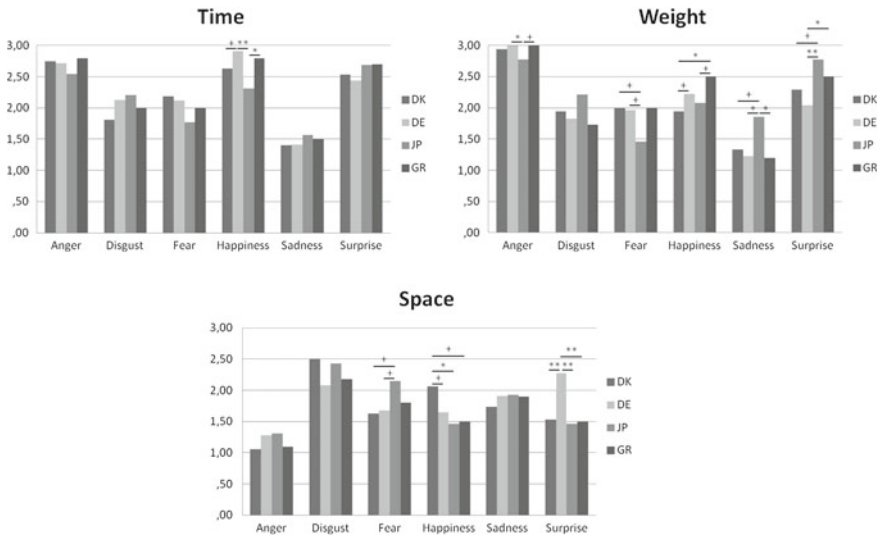 Time
3,00
2,50
2,00
1,50
1,00
,50
,00
+ ** *
Anger Disgust Fear Happiness Sadness Surprise
DK
DE
JP
GR
Weight
3,00
2,50
2,00
1,50
1,00
,50
,00
* +
+
+
*
+ +
+
+ +
*
+
**
Anger Disgust Fear Happiness Sadness Surprise
DK
DE
JP
GR
Space
3,00
2,50
2,00
1,50
1,00
,50
,00
+
+
+
*
+
**
** **
Anger Disgust Fear Happiness Sadness Surprise
DK
DE
JP
GR